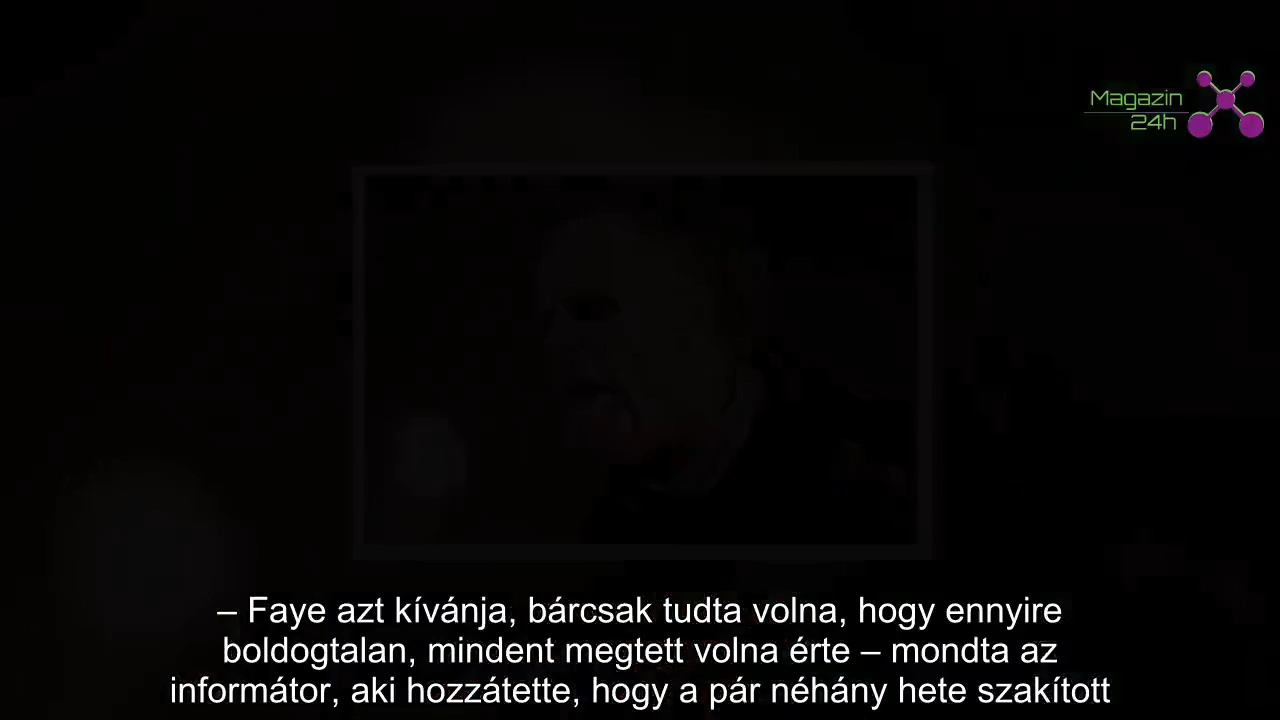 Magazin
24h
– Faye azt kívánja, bárcsak tudta volna, hogy ennyire
boldogtalan, mindent megtett volna érte – mondta az
informátor, aki hozzátette, hogy a pár néhány hete szakított